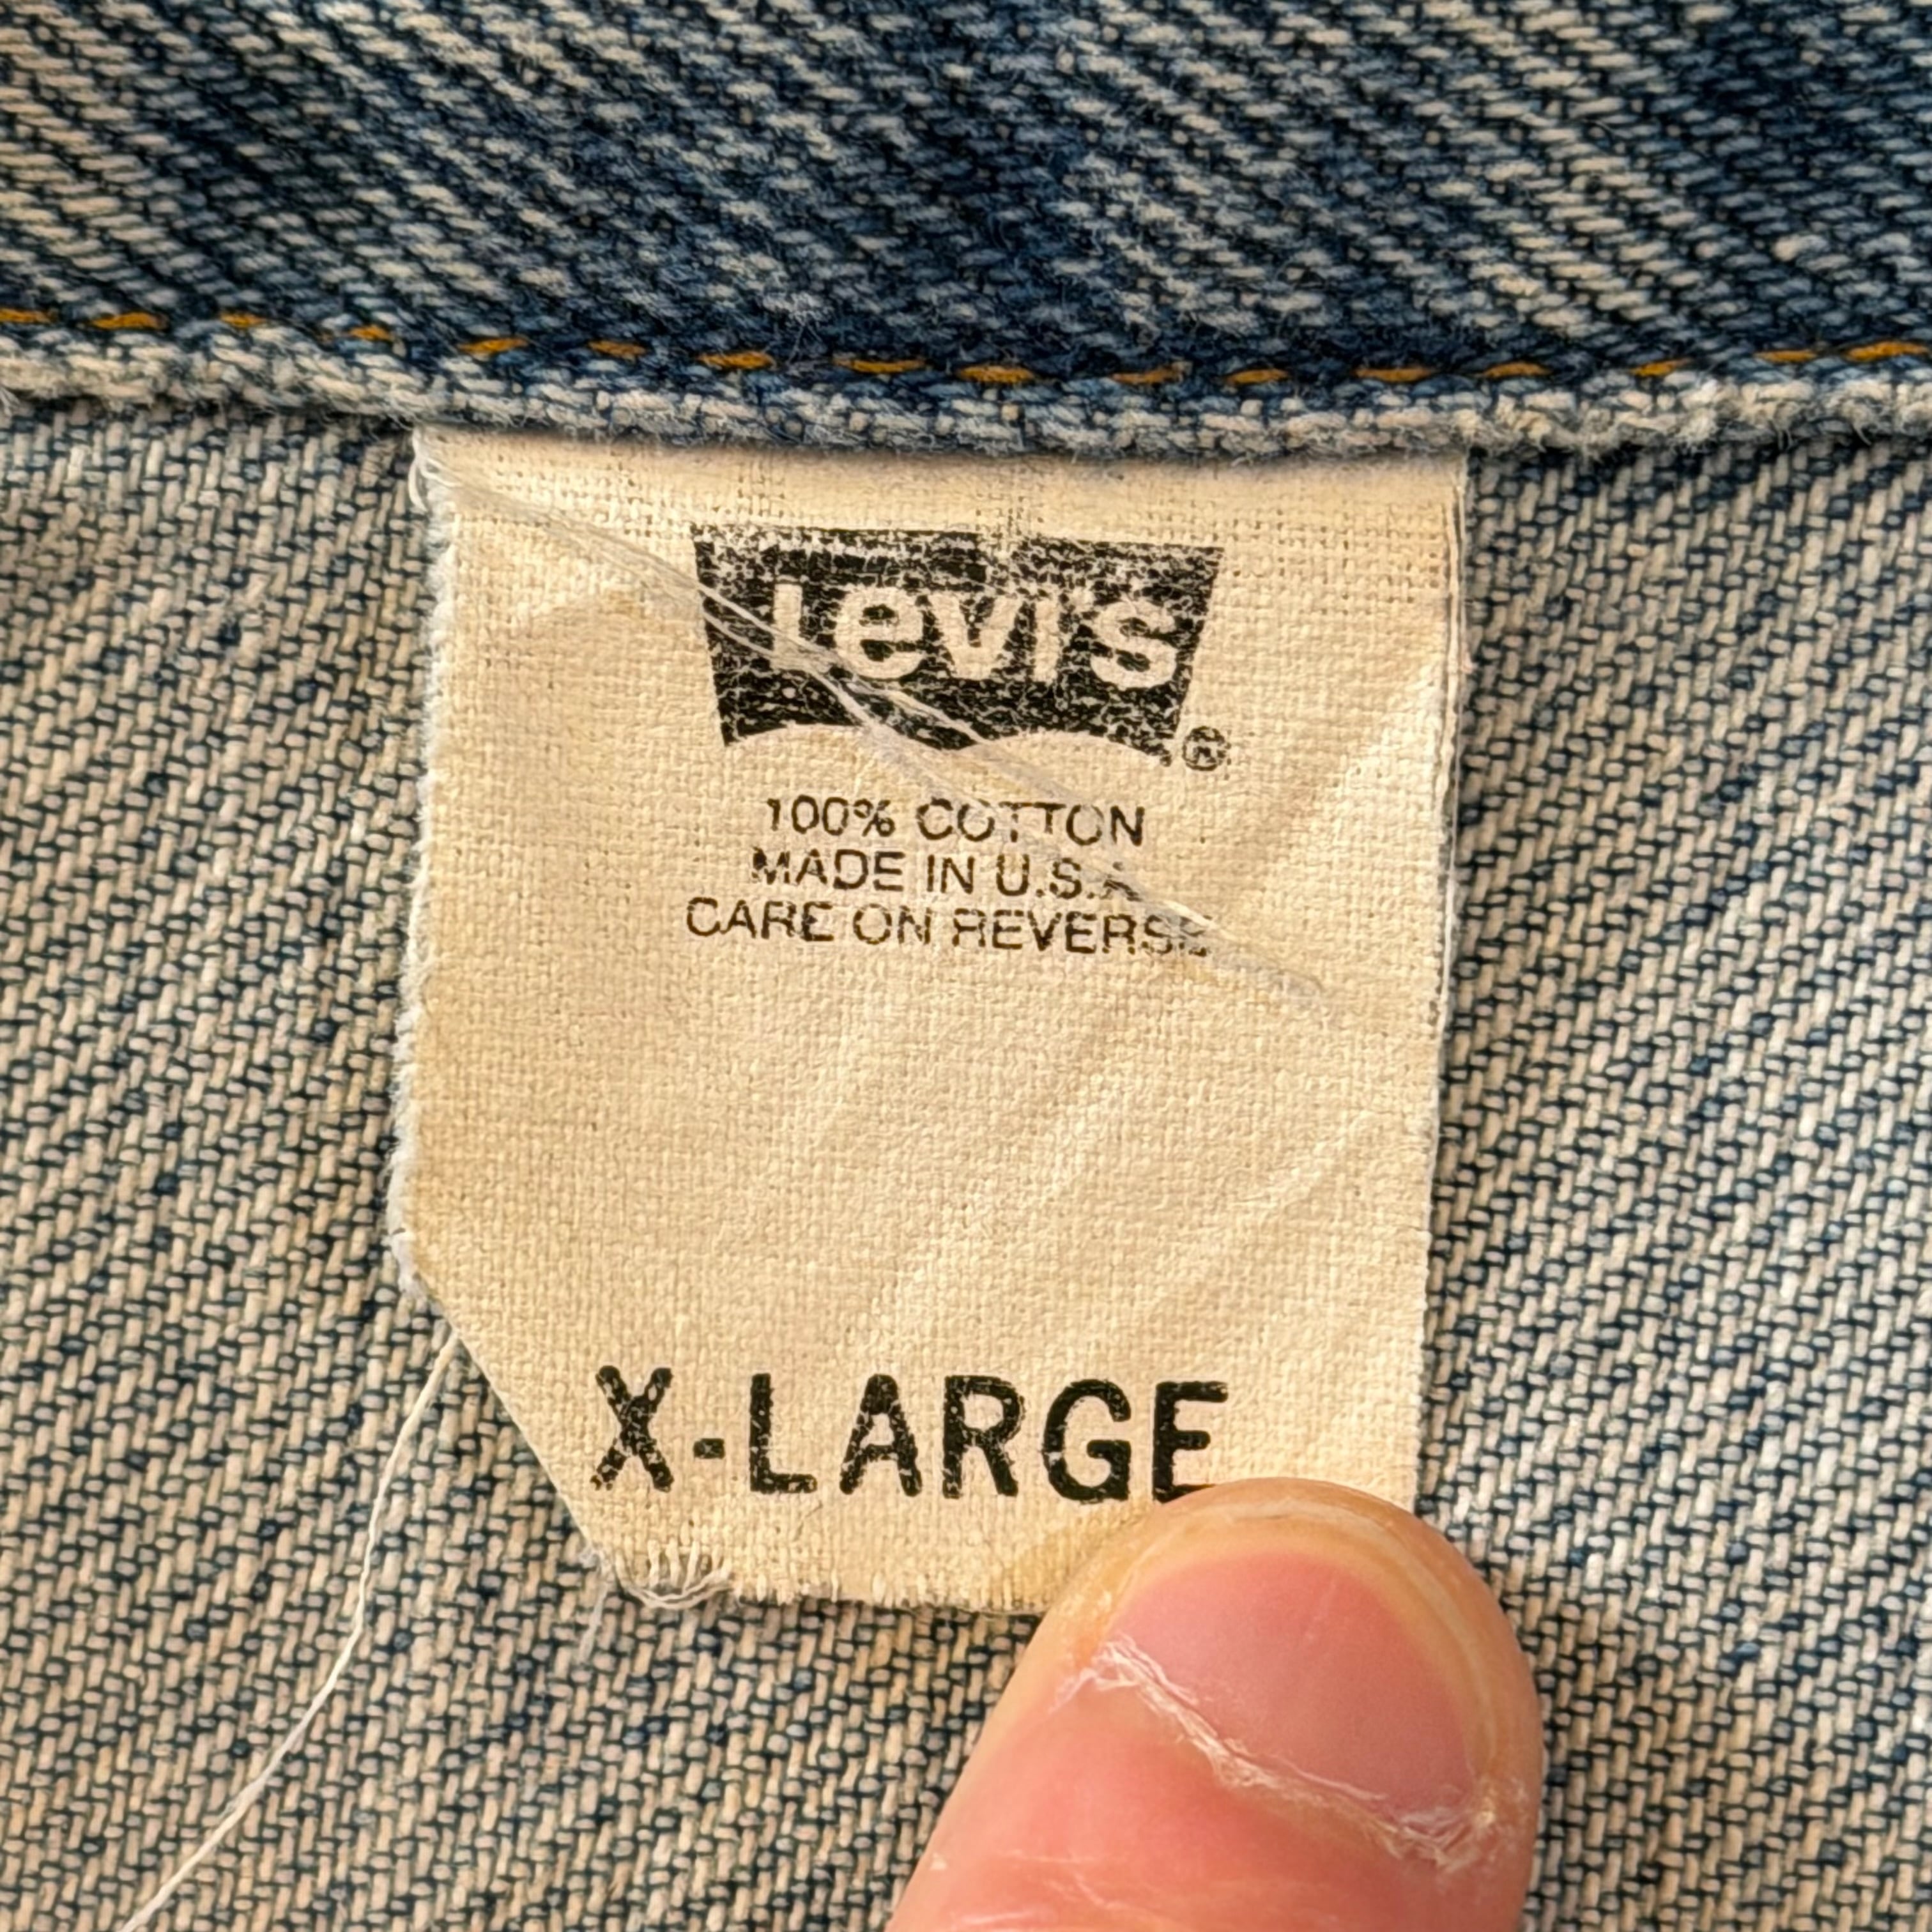 Levi's ®
100% COTTON
MADE IN U.S.A
CARE ON REVERSE
X-LARGE